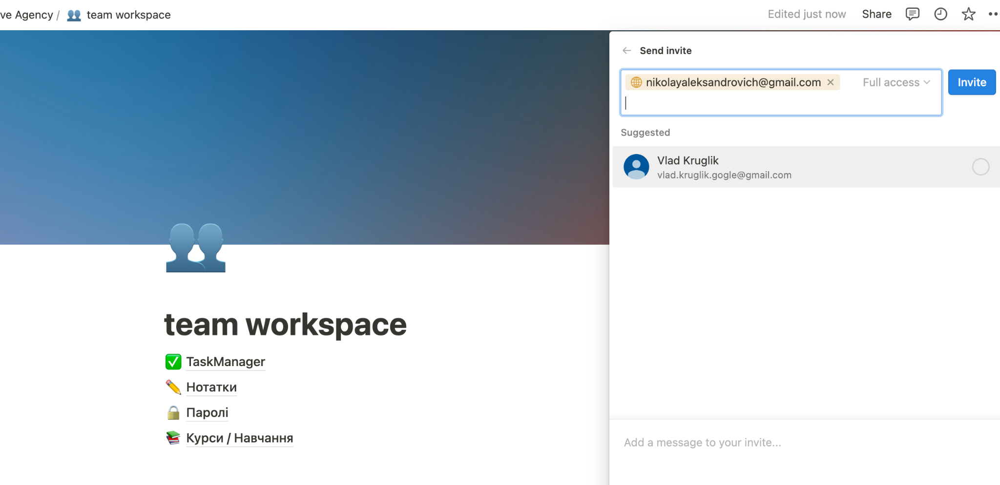 ve Agency / team workspace
Edited just now Share
Send invite
nikolayaleksandrovich@gmail.com Full access Invite
Suggested
Vlad Kruglik
vlad.kruglik.gogle@gmail.com
team workspace
TaskManager
Нотатки
Паролі
Курси / Навчання
Add a message to your invite...